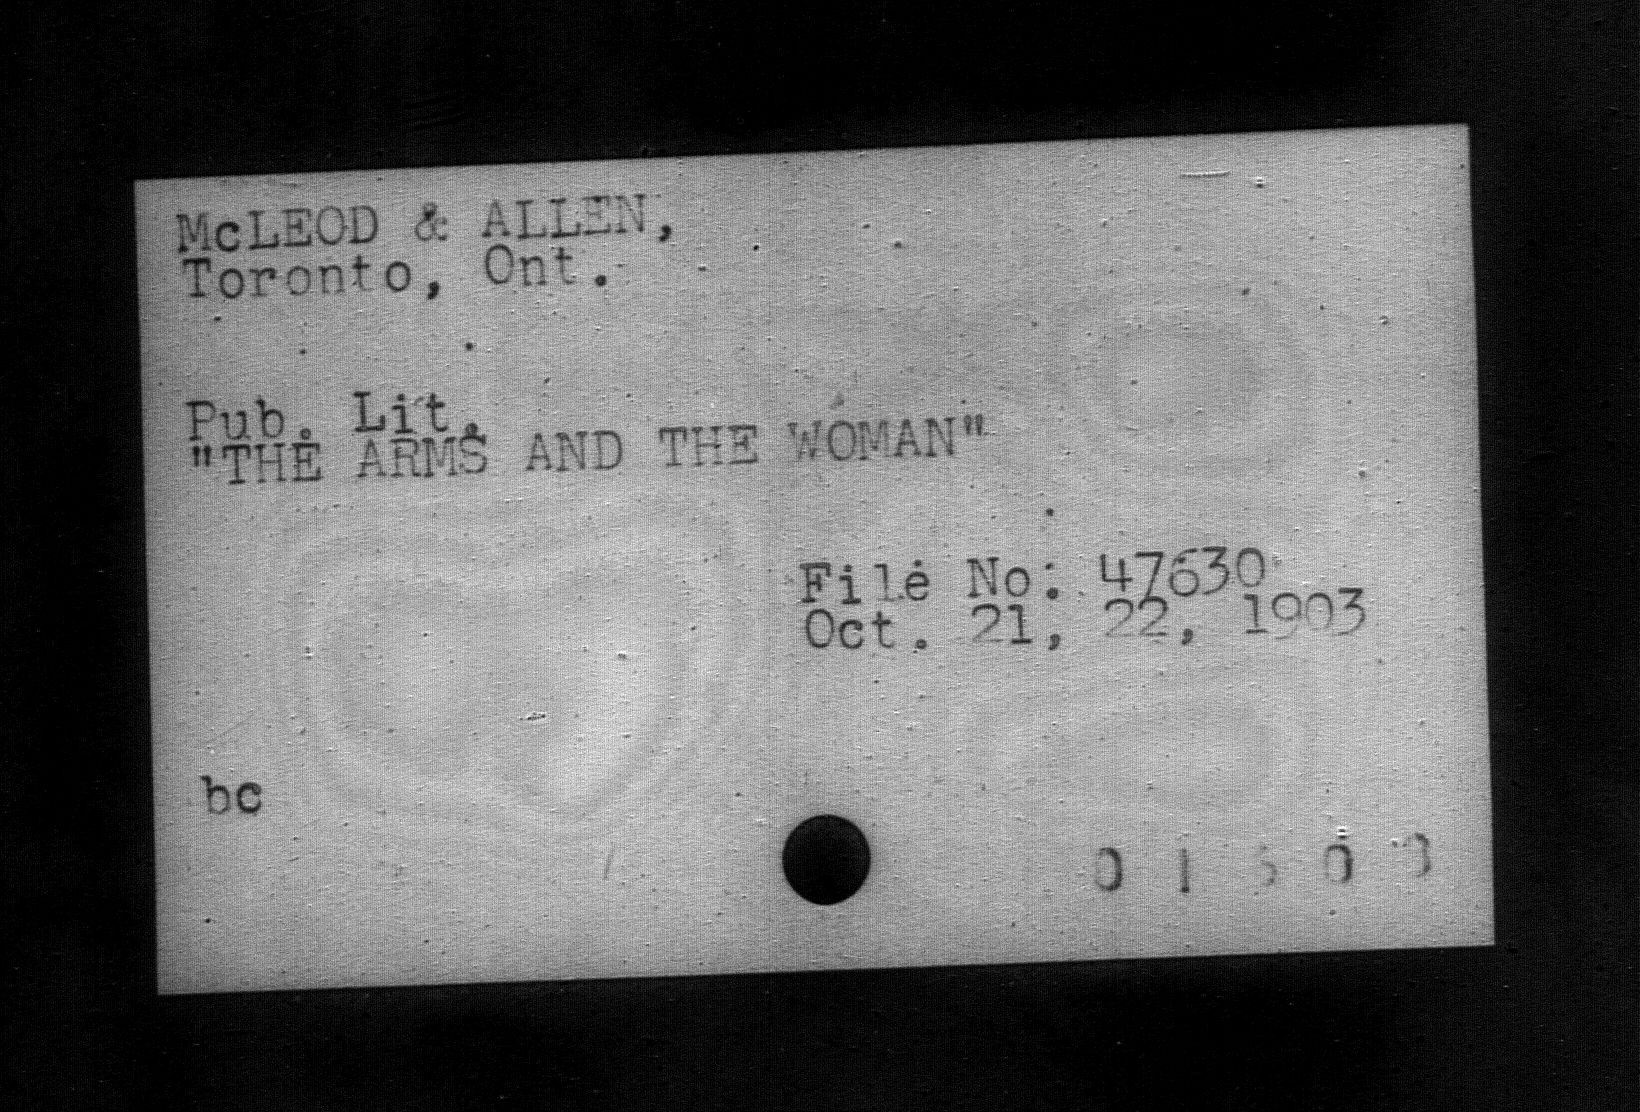 McLEOD & ALLEN,
Toronto, Ont.
Pub. Lit.
"THE ARMS AND THE WOMAN"
File No: 47630
Oct. 21, 22, 1903
bc